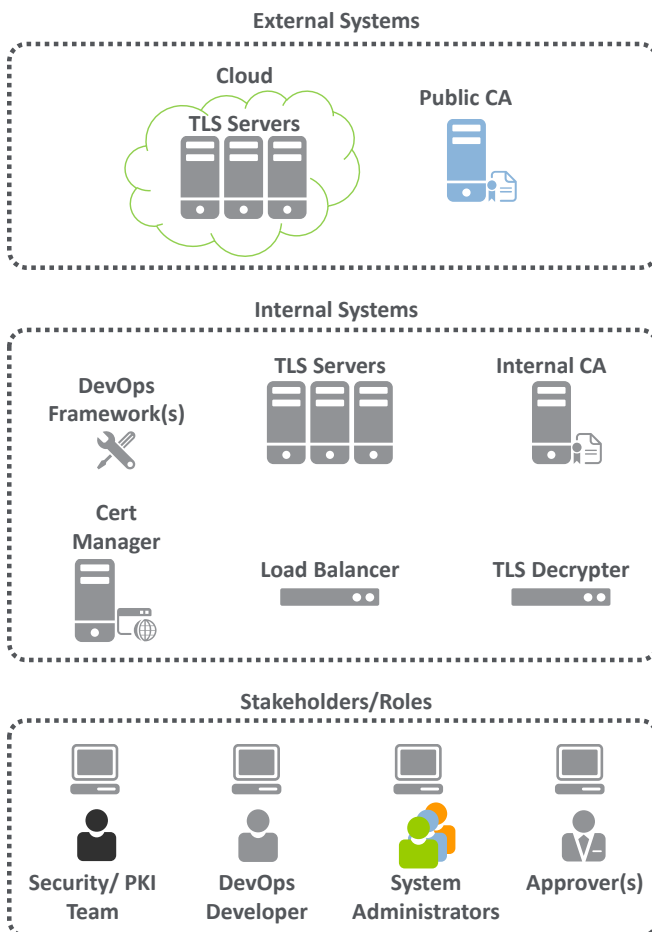 External Systems
Cloud
TLS Servers
Public CA
Internal Systems
DevOps
Framework(s)
TLS Servers
Internal CA
Cert
Manager
Load Balancer
TLS Decrypter
Stakeholders/Roles
Security/ PKI
Team
DevOps
Developer
System
Administrators
Approver(s)